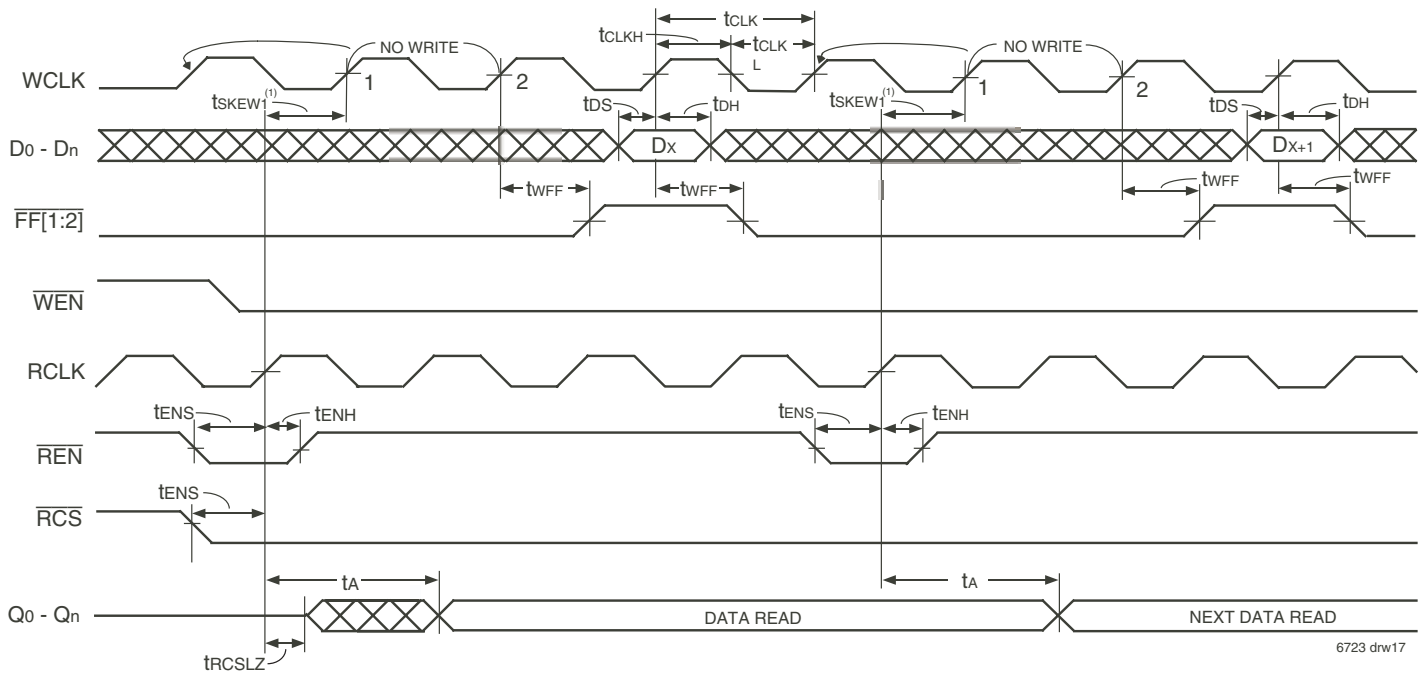 tCLK
tCLKH
tCLK
L
NO WRITE
NO WRITE
WCLK
1
2
1
2
tSKEW1(1)
tDS
tDH
tSKEW1(1)
tDS
tDH
D0 - Dn
DX
DX+1
tWFF
tWFF
tWFF
tWFF
FF[1:2]
WEN
RCLK
tENS
tENH
tENS
tENH
REN
tENS
RCS
tA
tA
Q0 - Qn
DATA READ
NEXT DATA READ
tRCSLZ
6723 drw17